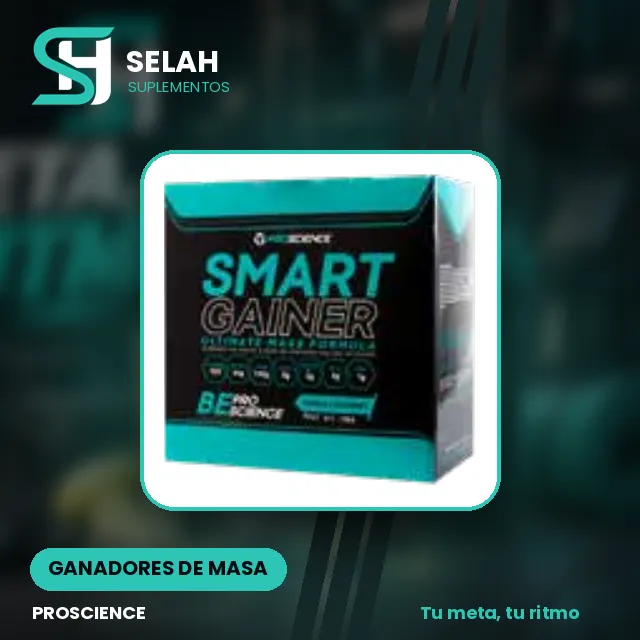 SELAH
SUPLEMENTOS
PROSCIENCE
SMART
GAINER
ULTIMATE MASS FORMULA
BE PRO
SCIENCE
GANADORES DE MASA
PROSCIENCE
Tu meta, tu ritmo